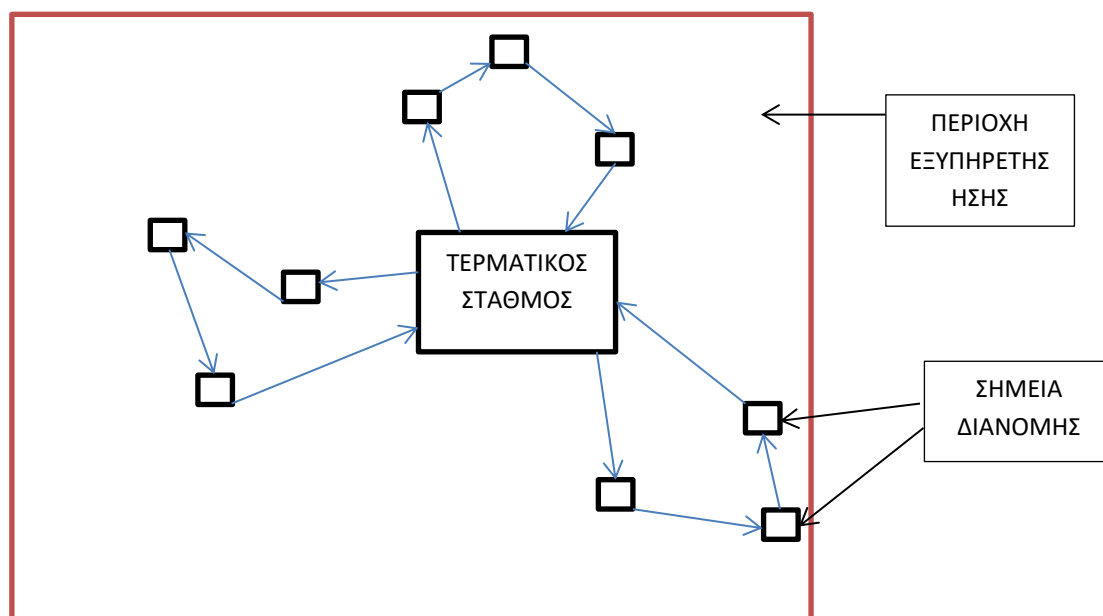 ΠΕΡΙΟΧΗ
ΕΞΥΠΗΡΕΤΗΣ
ΗΣΗΣ
ΤΕΡΜΑΤΙΚΟΣ
ΣΤΑΘΜΟΣ
ΣΗΜΕΙΑ
ΔΙΑΝΟΜΗΣ